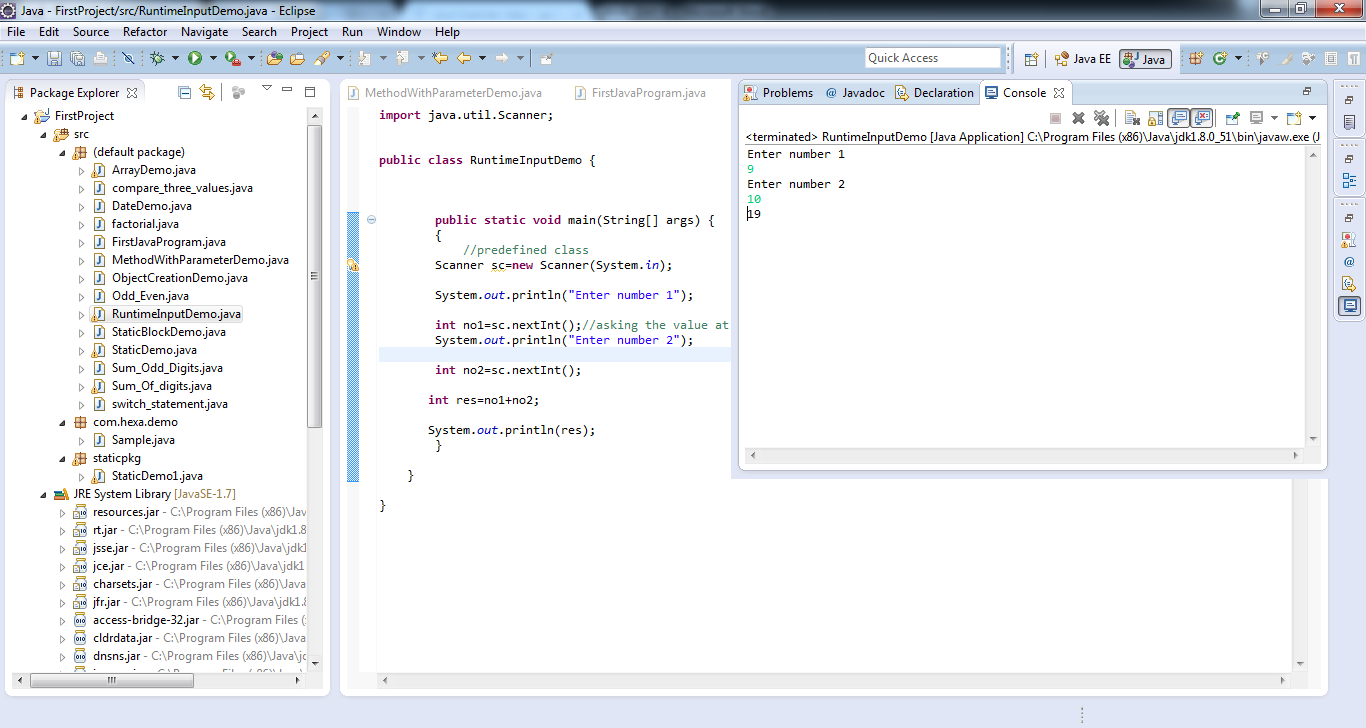 Java - FirstProject/src/RuntimeInputDemo.java - Eclipse
File Edit Source Refactor Navigate Search Project Run Window Help
Quick Access
Java EE
Java
Package Explorer
FirstProject
src
(default package)
ArrayDemo.java
compare_three_values.java
DateDemo.java
factorial.java
FirstJavaProgram.java
MethodWithParameterDemo.java
ObjectCreationDemo.java
Odd_Even.java
RuntimeInputDemo.java
StaticBlockDemo.java
StaticDemo.java
Sum_Odd_Digits.java
Sum_Of_digits.java
switch_statement.java
com.hexa.demo
Sample.java
staticpkg
StaticDemo1.java
JRE System Library [JavaSE-1.7]
resources.jar - C:\Program Files (x86)\Jav
rt.jar - C:\Program Files (x86)\Java\jdk1.8
jsse.jar - C:\Program Files (x86)\Java\jdk1
jce.jar - C:\Program Files (x86)\Java\jdk1
charsets.jar - C:\Program Files (x86)\Java
jfr.jar - C:\Program Files (x86)\Java\jdk1.8
access-bridge-32.jar - C:\Program Files
cldrdata.jar - C:\Program Files (x86)\Java
dnsns.jar - C:\Program Files (x86)\Java\jd
MethodWithParameterDemo.java
FirstJavaProgram.java
import java.util.Scanner;
public class RuntimeInputDemo {
public static void main(String[] args) {
{
//predefined class
Scanner sc=new Scanner(System.in);
System.out.println("Enter number 1");
int no1=sc.nextInt();//asking the value at
System.out.println("Enter number 2");
int no2=sc.nextInt();
int res=no1+no2;
System.out.println(res);
}
}
}
Problems @ Javadoc Declaration Console
<terminated> RuntimeInputDemo [Java Application] C:\Program Files (x86)\Java\jdk1.8.0_51\bin\javaw.exe (J
Enter number 1
9
Enter number 2
10
19